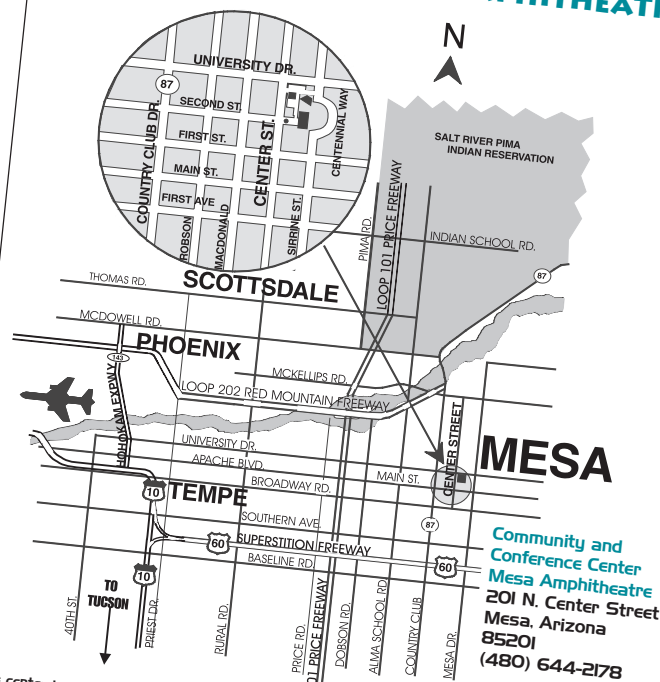 N
UNIVERSITY DR.
87
SECOND ST.
FIRST ST.
MAIN ST.
FIRST AVE
COUNTRY CLUB DR.
ROBSON
MACDONALD
CENTER ST.
SIRRINE ST.
CENTENNIAL WAY
SALT RIVER PIMA
INDIAN RESERVATION
PIMA RD.
LOOP 101 PRICE FREEWAY
INDIAN SCHOOL RD.
87
THOMAS RD.
SCOTTSDALE
MCDOWELL RD.
PHOENIX
143
MCKELLIPS RD.
LOOP 202 RED MOUNTAIN FREEWAY
HOHOKAM EXPWY
UNIVERSITY DR.
APACHE BLVD.
BROADWAY RD.
MAIN ST.
CENTER STREET
MESA
10
TEMPE
SOUTHERN AVE.
87
60
SUPERSTITION FREEWAY
BASELINE RD.
60
10
TO
TUCSON
40TH ST.
PRIEST DR.
RURAL RD.
PRICE RD.
01 PRICE FREEWAY
DOBSON RD.
ALMA SCHOOL RD.
COUNTRY CLUB
MESA DR.
Community and
Conference Center
Mesa Amphitheatre
201 N. Center Street
Mesa, Arizona
85201
(480) 644-2178